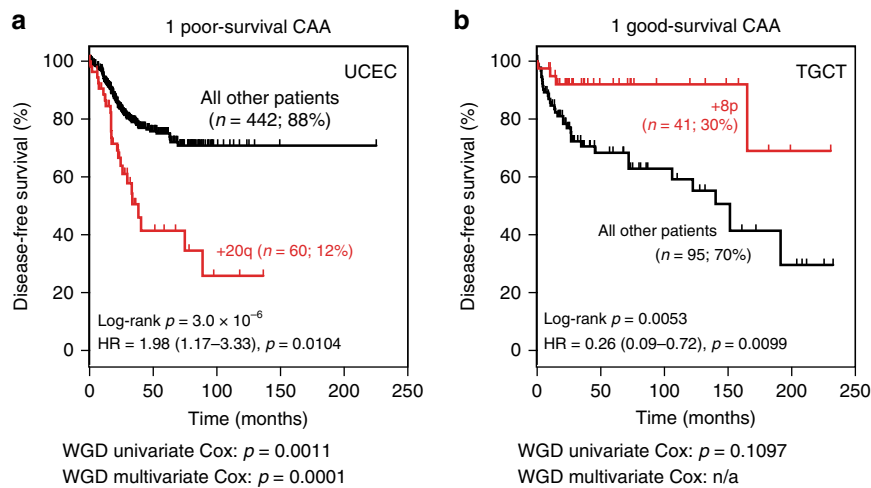 a
1 poor-survival CAA
Disease-free survival (%)
100
80
60
40
20
0
UCEC
All other patients
(n = 442; 88%)
+20q (n = 60; 12%)
Log-rank p = 3.0 × 10⁻⁶
HR = 1.98 (1.17–3.33), p = 0.0104
0 50 100 150 200 250
Time (months)
WGD univariate Cox: p = 0.0011
WGD multivariate Cox: p = 0.0001
b
1 good-survival CAA
Disease-free survival (%)
100
80
60
40
20
0
TGCT
+8p
(n = 41; 30%)
All other patients
(n = 95; 70%)
Log-rank p = 0.0053
HR = 0.26 (0.09–0.72), p = 0.0099
0 50 100 150 200 250
Time (months)
WGD univariate Cox: p = 0.1097
WGD multivariate Cox: n/a